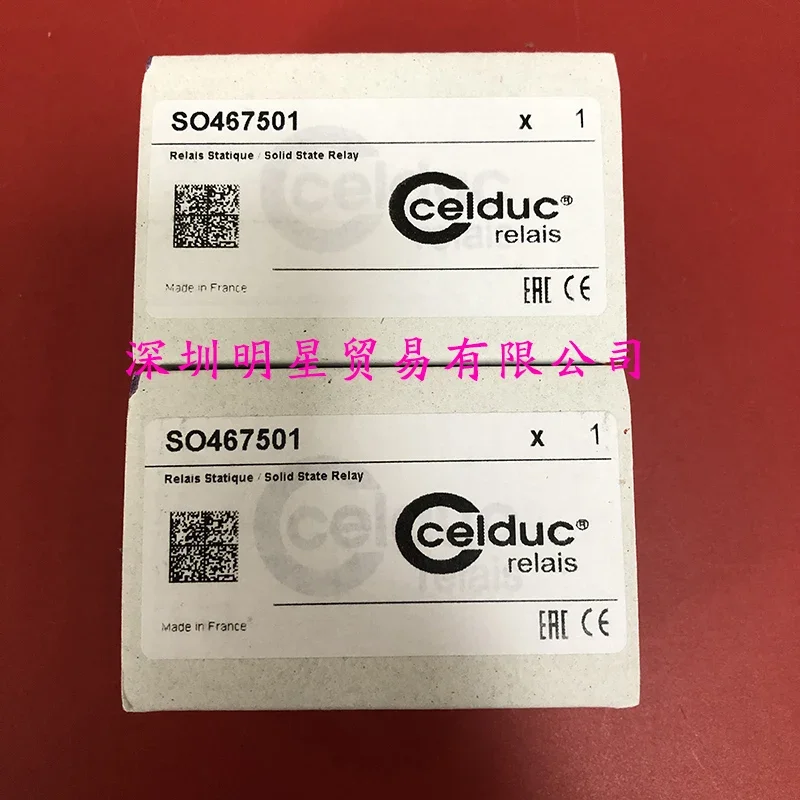 SO467501 x 1
Relais Statique / Solid State Relay
celduc®
relais
Made in France
EAC CE
深圳明星贸易有限公司
SO467501 x 1
Relais Statique / Solid State Relay
celduc®
relais
Made in France
EAC CE